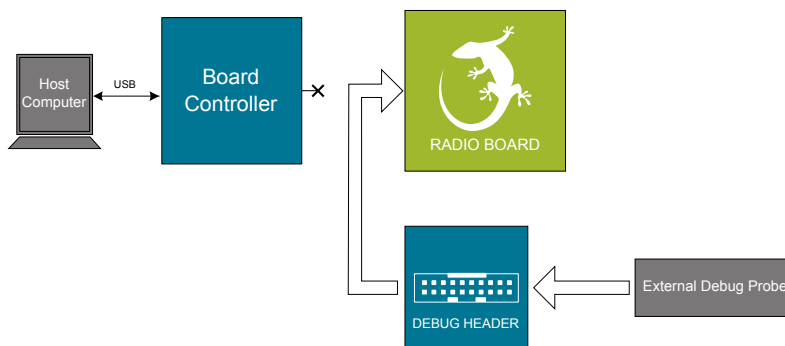 Host
Computer
USB
Board
Controller
RADIO BOARD
DEBUG HEADER
External Debug Probe